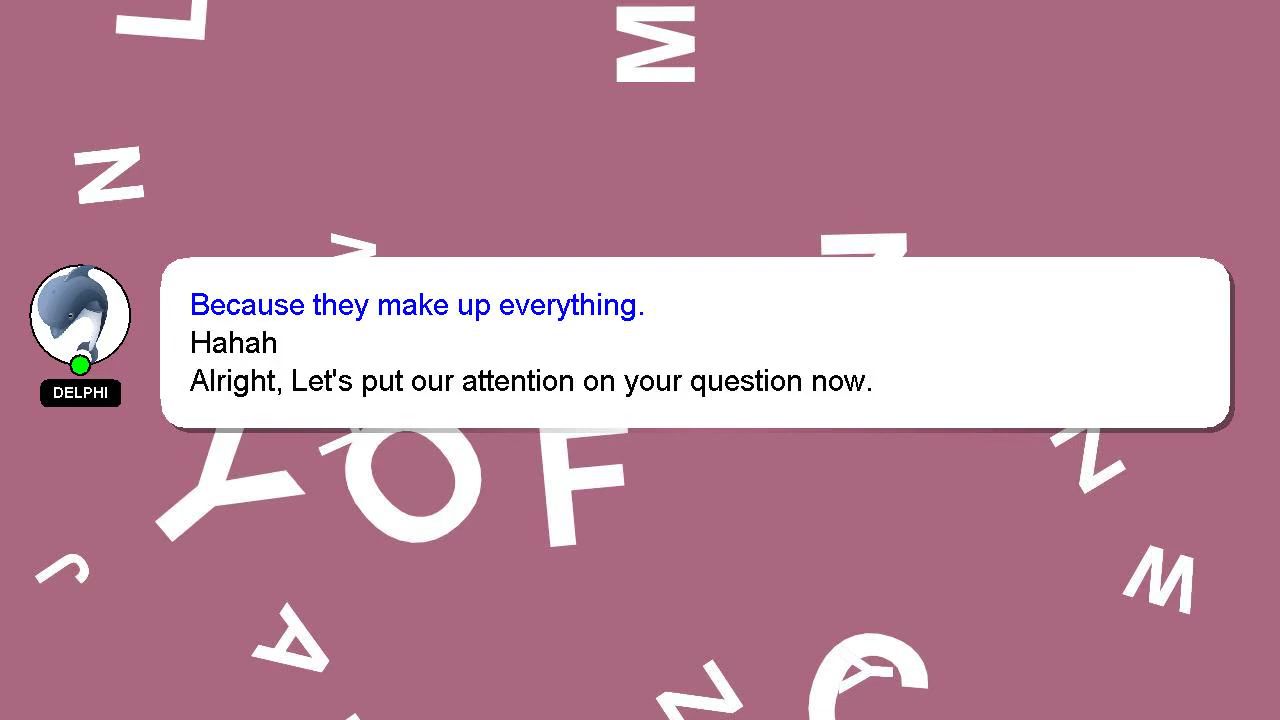 L
M
N
Because they make up everything.
Hahah
Alright, Let's put our attention on your question now.
DELPHI
Y
O
F
Z
J
W
A
N
C
A